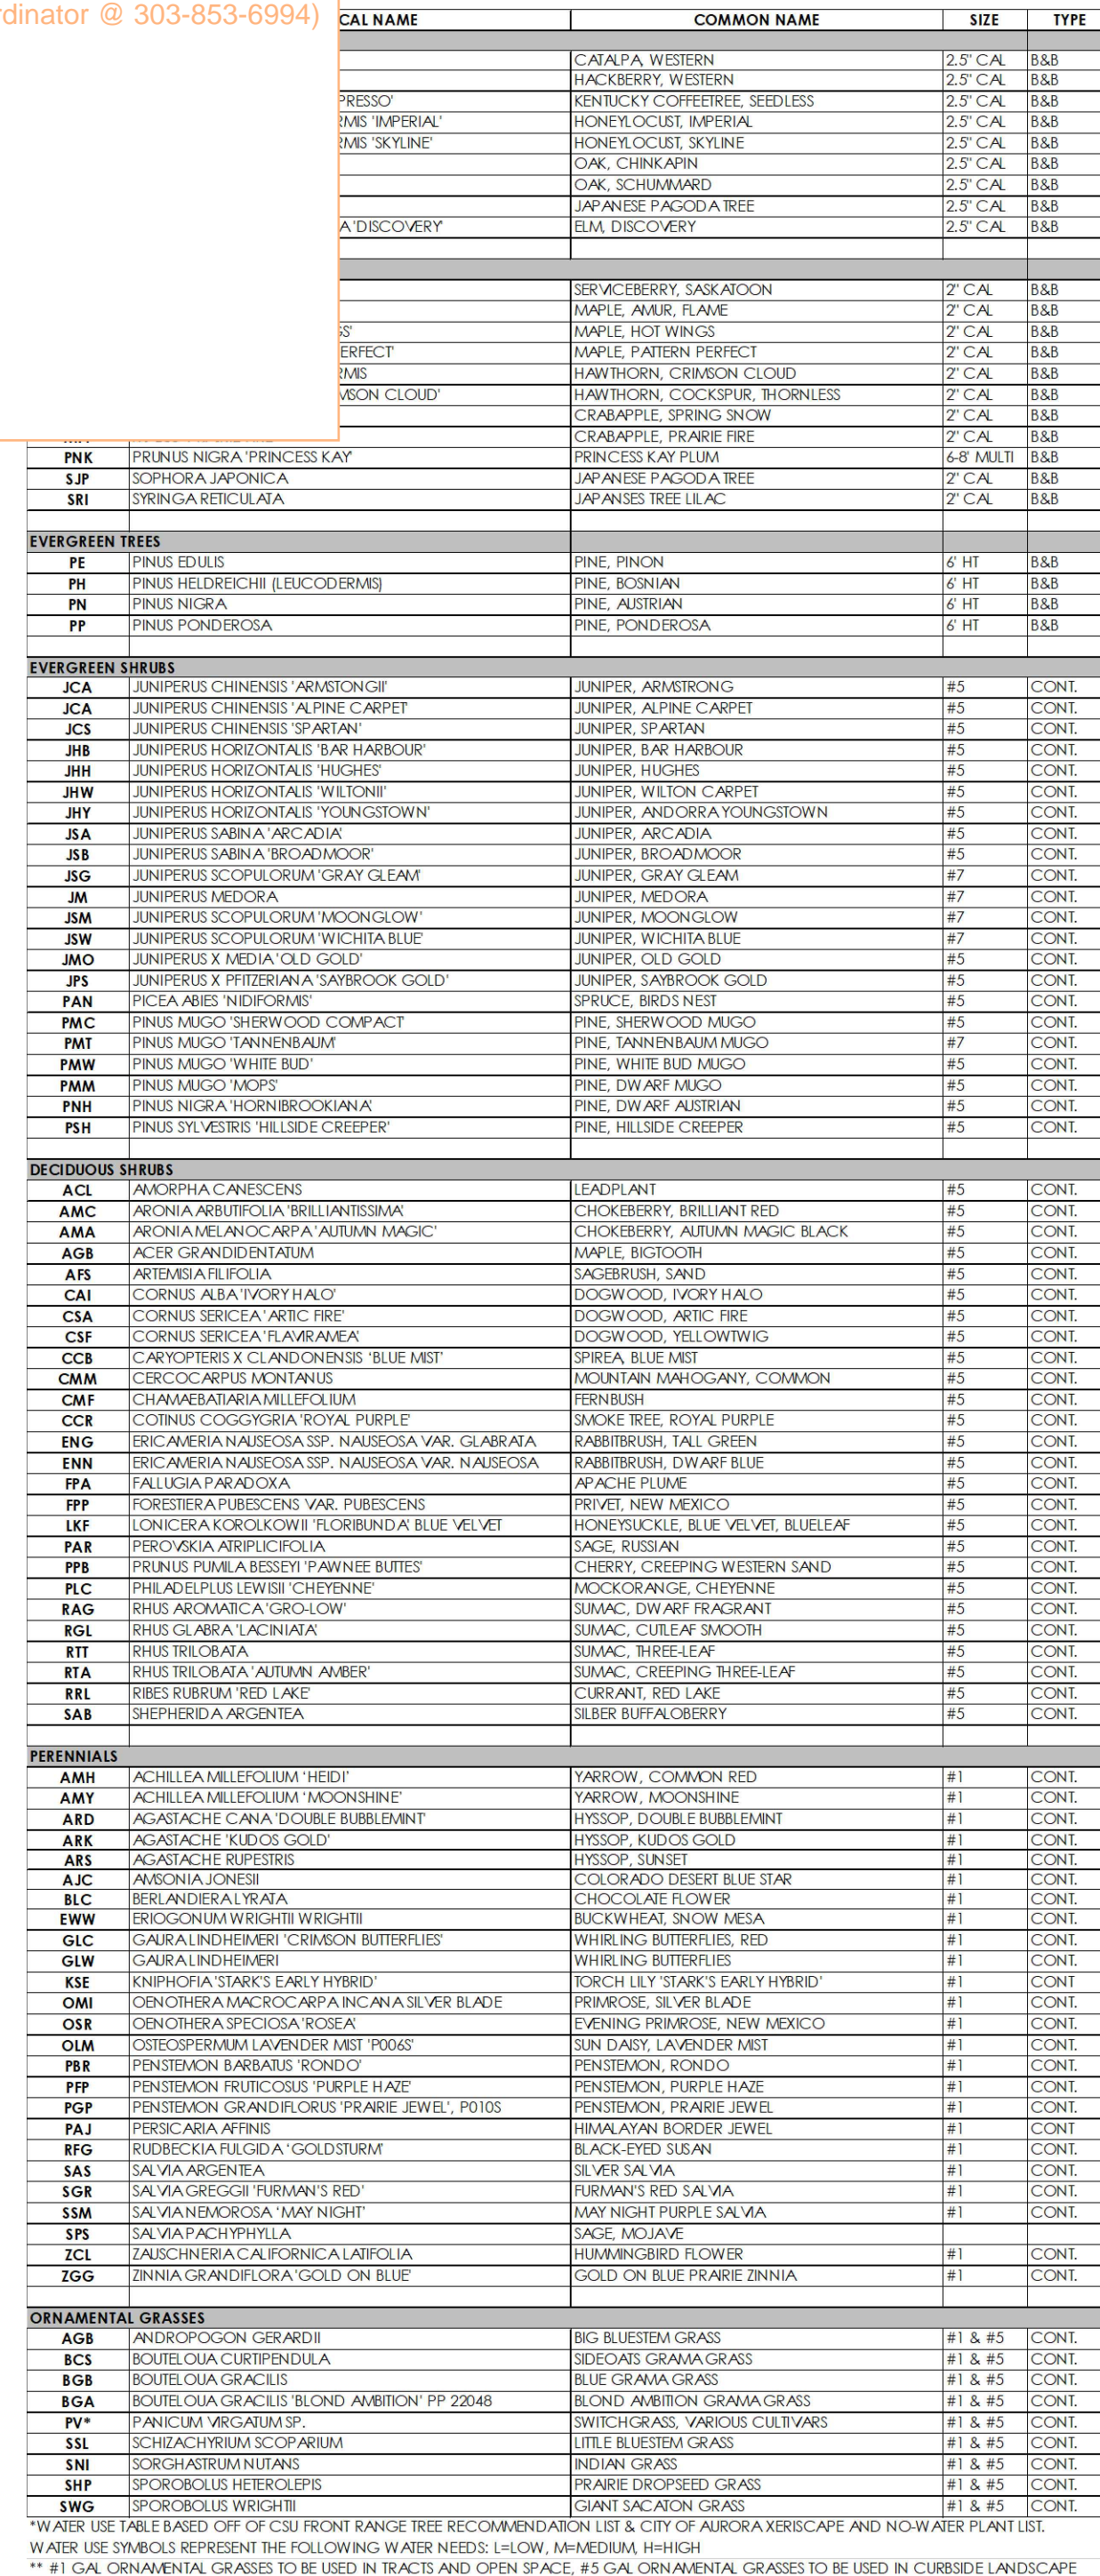 rdinator @ 303-853-6994)
CAL NAME COMMON NAME SIZE TYPE
CATALPA, WESTERN 2.5" CAL B&B
HACKBERRY, WESTERN 2.5" CAL B&B
PRESSO' KENTUCKY COFFEETREE, SEEDLESS 2.5" CAL B&B
RMIS 'IMPERIAL' HONEYLOCUST, IMPERIAL 2.5" CAL B&B
RMIS 'SKYLINE' HONEYLOCUST, SKYLINE 2.5" CAL B&B
OAK, CHINKAPIN 2.5" CAL B&B
OAK, SCHUMMARD 2.5" CAL B&B
JAPANESE PAGODA TREE 2.5" CAL B&B
A 'DISCOVERY' ELM, DISCOVERY 2.5" CAL B&B
SERVICEBERRY, SASKATOON 2" CAL B&B
MAPLE, AMUR, FLAME 2" CAL B&B
GS' MAPLE, HOT WINGS 2" CAL B&B
ERFECT' MAPLE, PATTERN PERFECT 2" CAL B&B
RMIS HAWTHORN, CRIMSON CLOUD 2" CAL B&B
MSON CLOUD' HAWTHORN, COCKSPUR, THORNLESS 2" CAL B&B
CRABAPPLE, SPRING SNOW 2" CAL B&B
CRABAPPLE, PRAIRIE FIRE 2" CAL B&B
PNK PRUNUS NIGRA 'PRINCESS KAY' PRINCESS KAY PLUM 6-8' MULTI B&B
SJP SOPHORA JAPONICA JAPANESE PAGODA TREE 2" CAL B&B
SRI SYRINGA RETICULATA JAPANSES TREE LILAC 2" CAL B&B
EVERGREEN TREES
PE PINUS EDULIS PINE, PINON 6' HT B&B
PH PINUS HELDREICHII (LEUCODERMIS) PINE, BOSNIAN 6' HT B&B
PN PINUS NIGRA PINE, AUSTRIAN 6' HT B&B
PP PINUS PONDEROSA PINE, PONDEROSA 6' HT B&B
EVERGREEN SHRUBS
JCA JUNIPERUS CHINENSIS 'ARMSTONGII' JUNIPER, ARMSTRONG #5 CONT.
JCA JUNIPERUS CHINENSIS 'ALPINE CARPET' JUNIPER, ALPINE CARPET #5 CONT.
JCS JUNIPERUS CHINENSIS 'SPARTAN' JUNIPER, SPARTAN #5 CONT.
JHB JUNIPERUS HORIZONTALIS 'BAR HARBOUR' JUNIPER, BAR HARBOUR #5 CONT.
JHH JUNIPERUS HORIZONTALIS 'HUGHES' JUNIPER, HUGHES #5 CONT.
JHW JUNIPERUS HORIZONTALIS 'WILTONII' JUNIPER, WILTON CARPET #5 CONT.
JHY JUNIPERUS HORIZONTALIS 'YOUNGSTOWN' JUNIPER, ANDORRA YOUNGSTOWN #5 CONT.
JSA JUNIPERUS SABINA 'ARCADIA' JUNIPER, ARCADIA #5 CONT.
JSB JUNIPERUS SABINA 'BROADMOOR' JUNIPER, BROADMOOR #5 CONT.
JSG JUNIPERUS SCOPULORUM 'GRAY GLEAM' JUNIPER, GRAY GLEAM #7 CONT.
JM JUNIPERUS MEDORA JUNIPER, MEDORA #7 CONT.
JSM JUNIPERUS SCOPULORUM 'MOONGLOW' JUNIPER, MOONGLOW #7 CONT.
JSW JUNIPERUS SCOPULORUM 'WICHITA BLUE' JUNIPER, WICHITA BLUE #7 CONT.
JMO JUNIPERUS X MEDIA 'OLD GOLD' JUNIPER, OLD GOLD #5 CONT.
JPS JUNIPERUS X PFITZERIANA 'SAYBROOK GOLD' JUNIPER, SAYBROOK GOLD #5 CONT.
PAN PICEA ABIES 'NIDIFORMIS' SPRUCE, BIRDS NEST #5 CONT.
PMC PINUS MUGO 'SHERWOOD COMPACT' PINE, SHERWOOD MUGO #5 CONT.
PMT PINUS MUGO 'TANNENBAUM' PINE, TANNENBAUM MUGO #7 CONT.
PMW PINUS MUGO 'WHITE BUD' PINE, WHITE BUD MUGO #5 CONT.
PMM PINUS MUGO 'MOPS' PINE, DWARF MUGO #5 CONT.
PNH PINUS NIGRA 'HORNIBROOKIANA' PINE, DWARF AUSTRIAN #5 CONT.
PSH PINUS SYLVESTRIS 'HILLSIDE CREEPER' PINE, HILLSIDE CREEPER #5 CONT.
DECIDUOUS SHRUBS
ACL AMORPHA CANESCENS LEADPLANT #5 CONT.
AMC ARONIA ARBUTIFOLIA 'BRILLIANTISSIMA' CHOKEBERRY, BRILLIANT RED #5 CONT.
AMA ARONIA MELANOCARPA 'AUTUMN MAGIC' CHOKEBERRY, AUTUMN MAGIC BLACK #5 CONT.
AGB ACER GRANDIDENTATUM MAPLE, BIGTOOTH #5 CONT.
AFS ARTEMISIA FILIFOLIA SAGEBRUSH, SAND #5 CONT.
CAI CORNUS ALBA 'IVORY HALO' DOGWOOD, IVORY HALO #5 CONT.
CSA CORNUS SERICEA 'ARTIC FIRE' DOGWOOD, ARTIC FIRE #5 CONT.
CSF CORNUS SERICEA 'FLAVIRAMEA' DOGWOOD, YELLOWTWIG #5 CONT.
CCB CARYOPTERIS X CLANDONENSIS 'BLUE MIST' SPIREA, BLUE MIST #5 CONT.
CMM CERCOCARPUS MONTANUS MOUNTAIN MAHOGANY, COMMON #5 CONT.
CMF CHAMAEBATIARIA MILLEFOLIUM FERNBUSH #5 CONT.
CCR COTINUS COGGYGRIA 'ROYAL PURPLE' SMOKE TREE, ROYAL PURPLE #5 CONT.
ENG ERICAMERIA NAUSEOSA SSP. NAUSEOSA VAR. GLABRATA RABBITBRUSH, TALL GREEN #5 CONT.
ENN ERICAMERIA NAUSEOSA SSP. NAUSEOSA VAR. NAUSEOSA RABBITBRUSH, DWARF BLUE #5 CONT.
FPA FALLUGIA PARADOXA APACHE PLUME #5 CONT.
FPP FORESTIERA PUBESCENS VAR. PUBESCENS PRIVET, NEW MEXICO #5 CONT.
LKF LONICERA KOROLKOWII 'FLORIBUNDA' BLUE VELVET HONEYSUCKLE, BLUE VELVET, BLUELEAF #5 CONT.
PAR PEROVSKIA ATRIPLICIFOLIA SAGE, RUSSIAN #5 CONT.
PPB PRUNUS PUMILA BESSEYI 'PAWNEE BUTTES' CHERRY, CREEPING WESTERN SAND #5 CONT.
PLC PHILADELPLUS LEWISII 'CHEYENNE' MOCKORANGE, CHEYENNE #5 CONT.
RAG RHUS AROMATICA 'GRO-LOW' SUMAC, DWARF FRAGRANT #5 CONT.
RGL RHUS GLABRA 'LACINIATA' SUMAC, CUTLEAF SMOOTH #5 CONT.
RTT RHUS TRILOBATA SUMAC, THREE-LEAF #5 CONT.
RTA RHUS TRILOBATA 'AUTUMN AMBER' SUMAC, CREEPING THREE-LEAF #5 CONT.
RRL RIBES RUBRUM 'RED LAKE' CURRANT, RED LAKE #5 CONT.
SAB SHEPHERIDA ARGENTEA SILBER BUFFALOBERRY #5 CONT.
PERENNIALS
AMH ACHILLEA MILLEFOLIUM 'HEIDI' YARROW, COMMON RED #1 CONT.
AMY ACHILLEA MILLEFOLIUM 'MOONSHINE' YARROW, MOONSHINE #1 CONT.
ARD AGASTACHE CANA 'DOUBLE BUBBLEMINT' HYSSOP, DOUBLE BUBBLEMINT #1 CONT.
ARK AGASTACHE 'KUDOS GOLD' HYSSOP, KUDOS GOLD #1 CONT.
ARS AGASTACHE RUPESTRIS HYSSOP, SUNSET #1 CONT.
AJC AMSONIA JONESII COLORADO DESERT BLUE STAR #1 CONT.
BLC BERLANDIERA LYRATA CHOCOLATE FLOWER #1 CONT.
EWW ERIOGONUM WRIGHTII WRIGHTII BUCKWHEAT, SNOW MESA #1 CONT.
GLC GAURA LINDHEIMERI 'CRIMSON BUTTERFLIES' WHIRLING BUTTERFLIES, RED #1 CONT.
GLW GAURA LINDHEIMERI WHIRLING BUTTERFLIES #1 CONT.
KSE KNIPHOFIA 'STARK'S EARLY HYBRID' TORCH LILY 'STARK'S EARLY HYBRID' #1 CONT
OMI OENOTHERA MACROCARPA INCANA SILVER BLADE PRIMROSE, SILVER BLADE #1 CONT.
OSR OENOTHERA SPECIOSA 'ROSEA' EVENING PRIMROSE, NEW MEXICO #1 CONT.
OLM OSTEOSPERMUM LAVENDER MIST 'P006S' SUN DAISY, LAVENDER MIST #1 CONT.
PBR PENSTEMON BARBATUS 'RONDO' PENSTEMON, RONDO #1 CONT.
PFP PENSTEMON FRUTICOSUS 'PURPLE HAZE' PENSTEMON, PURPLE HAZE #1 CONT.
PGP PENSTEMON GRANDIFLORUS 'PRAIRIE JEWEL', P010S PENSTEMON, PRAIRIE JEWEL #1 CONT.
PAJ PERSICARIA AFFINIS HIMALAYAN BORDER JEWEL #1 CONT
RFG RUDBECKIA FULGIDA 'GOLDSTURM' BLACK-EYED SUSAN #1 CONT.
SAS SALVIA ARGENTEA SILVER SALVIA #1 CONT.
SGR SALVIA GREGGII 'FURMAN'S RED' FURMAN'S RED SALVIA #1 CONT.
SSM SALVIA NEMOROSA 'MAY NIGHT' MAY NIGHT PURPLE SALVIA #1 CONT.
SPS SALVIA PACHYPHYLLA SAGE, MOJAVE
ZCL ZAUSCHNERIA CALIFORNICA LATIFOLIA HUMMINGBIRD FLOWER #1 CONT.
ZGG ZINNIA GRANDIFLORA 'GOLD ON BLUE' GOLD ON BLUE PRAIRIE ZINNIA #1 CONT.
ORNAMENTAL GRASSES
AGB ANDROPOGON GERARDII BIG BLUESTEM GRASS #1 & #5 CONT.
BCS BOUTELOUA CURTIPENDULA SIDEOATS GRAMA GRASS #1 & #5 CONT.
BGB BOUTELOUA GRACILIS BLUE GRAMA GRASS #1 & #5 CONT.
BGA BOUTELOUA GRACILIS 'BLOND AMBITION' PP 22048 BLOND AMBITION GRAMA GRASS #1 & #5 CONT.
PV* PANICUM VIRGATUM SP. SWITCHGRASS, VARIOUS CULTIVARS #1 & #5 CONT.
SSL SCHIZACHYRIUM SCOPARIUM LITTLE BLUESTEM GRASS #1 & #5 CONT.
SNI SORGHASTRUM NUTANS INDIAN GRASS #1 & #5 CONT.
SHP SPOROBOLUS HETEROLEPIS PRAIRIE DROPSEED GRASS #1 & #5 CONT.
SWG SPOROBOLUS WRIGHTII GIANT SACATON GRASS #1 & #5 CONT.
*WATER USE TABLE BASED OFF OF CSU FRONT RANGE TREE RECOMMENDATION LIST & CITY OF AURORA XERISCAPE AND NO-WATER PLANT LIST.
WATER USE SYMBOLS REPRESENT THE FOLLOWING WATER NEEDS: L=LOW, M=MEDIUM, H=HIGH
** #1 GAL ORNAMENTAL GRASSES TO BE USED IN TRACTS AND OPEN SPACE, #5 GAL ORNAMENTAL GRASSES TO BE USED IN CURBSIDE LANDSCAPE